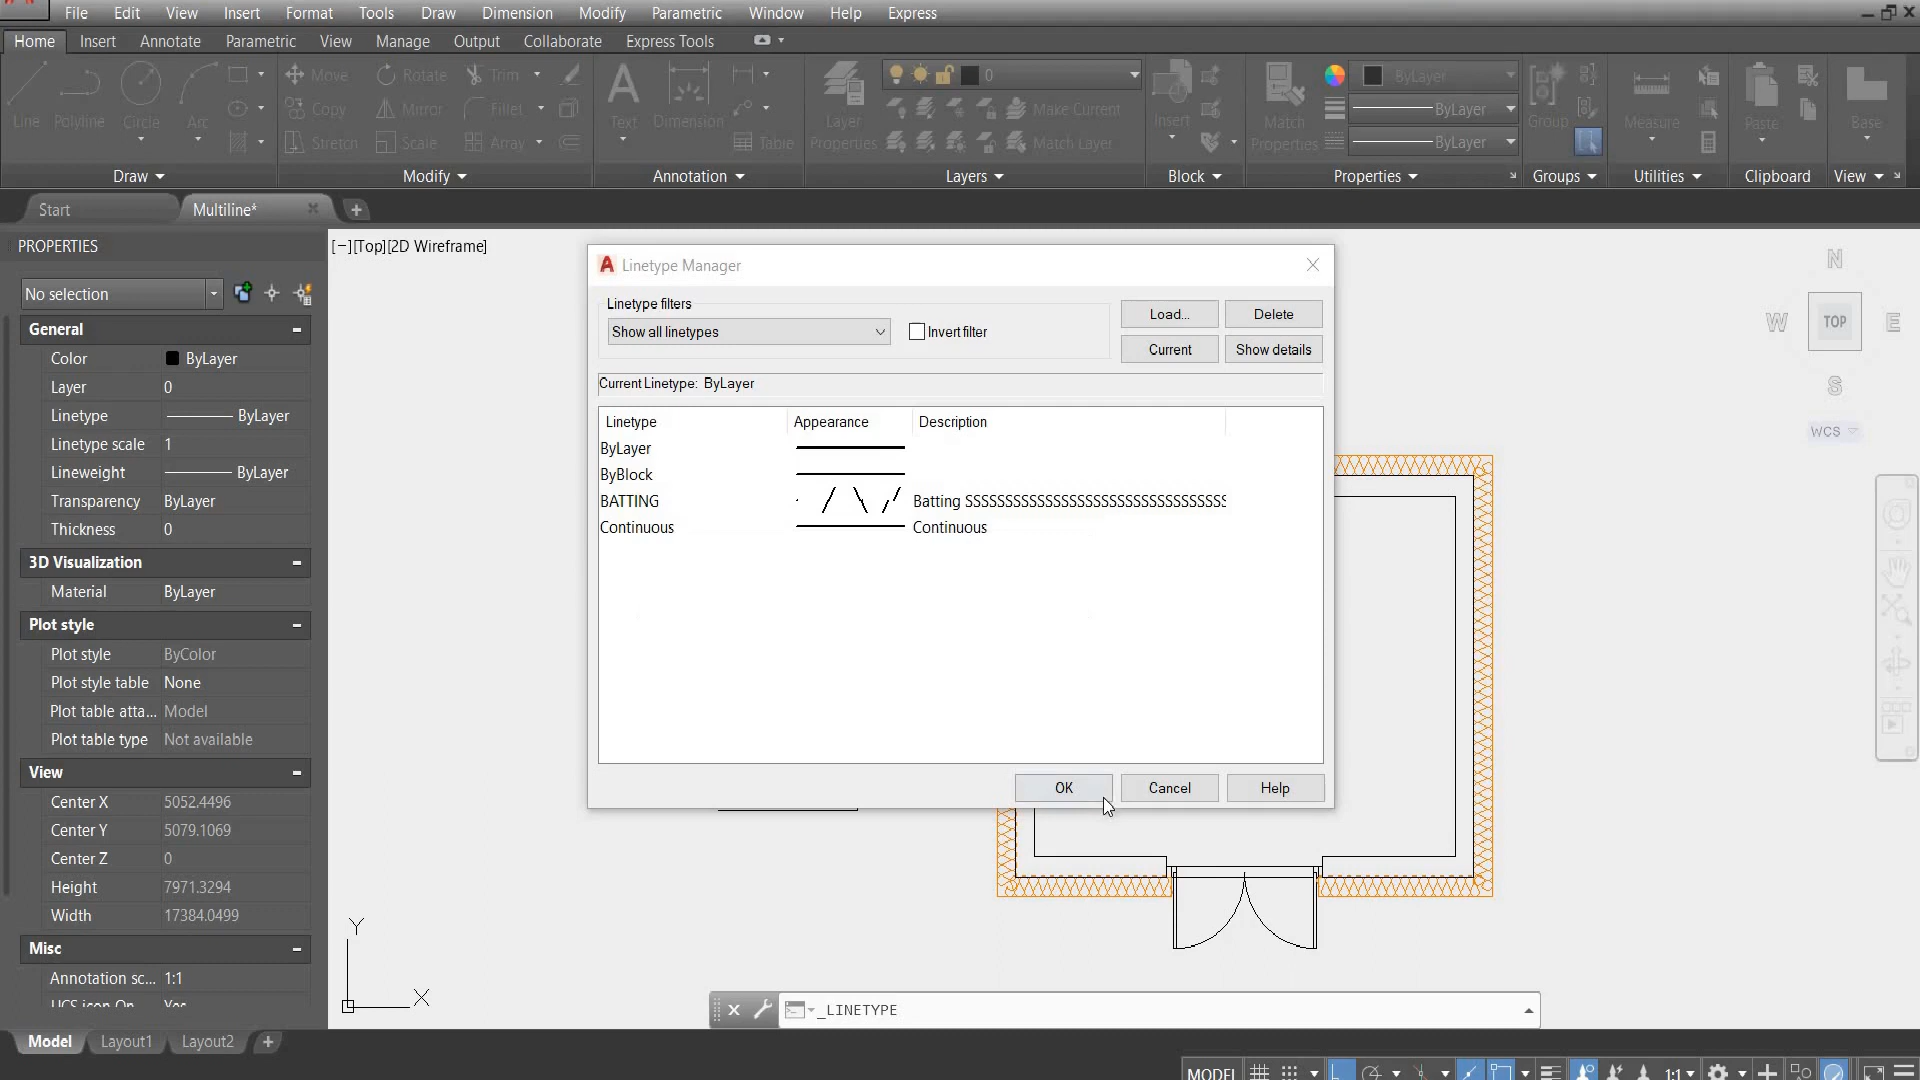 File Edit View Insert Format Tools Draw Dimension Modify Parametric Window Help Express
Home Insert Annotate Parametric View Manage Output Collaborate Express Tools
Line Polyline Circle Arc
Move Rotate Trim
Copy Mirror Fillet
Stretch Scale Array
Text Dimension Table
Layer Properties
0
Make Current
Match Layer
Insert
Match Properties
ByLayer
ByLayer
ByLayer
Group Measure Paste Base
Draw Modify Annotation Layers Block Properties Groups Utilities Clipboard View
Start Multiline*
PROPERTIES
No selection
General
Color ByLayer
Layer 0
Linetype ByLayer
Linetype scale 1
Lineweight ByLayer
Transparency ByLayer
Thickness 0
3D Visualization
Material ByLayer
Plot style
Plot style ByColor
Plot style table None
Plot table atta... Model
Plot table type Not available
View
Center X 5052.4496
Center Y 5079.1069
Center Z 0
Height 7971.3294
Width 17384.0499
Misc
Annotation sc... 1:1
UCS icon On Yes
[−][Top][2D Wireframe]
A Linetype Manager
Linetype filters
Show all linetypes
Invert filter
Load... Delete
Current Show details
Current Linetype: ByLayer
Linetype Appearance Description
ByLayer
ByBlock
BATTING Batting SSSSSSSSSSSSSSSSSSSSSSSSSSSSSSSSS
Continuous Continuous
OK Cancel Help
N
W TOP E
S
WCS
Y
X
_LINETYPE
Model Layout1 Layout2
MODEL 1:1